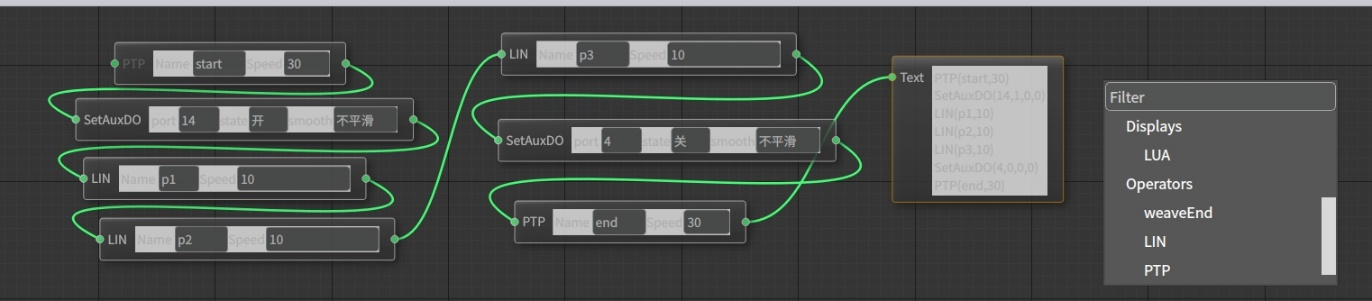 PTP Name start Speed 30
SetAuxDO port 14 state 开 smooth 不平滑
LIN Name p1 Speed 10
LIN Name p2 Speed 10
LIN Name p3 Speed 10
SetAuxDO port 4 state 关 smooth 不平滑
PTP Name end Speed 30
Text
PTP(start,30)
SetAuxDO(14,1,0,0)
LIN(p1,10)
LIN(p2,10)
LIN(p3,10)
SetAuxDO(4,0,0,0)
PTP(end,30)
Filter
Displays
LUA
Operators
weaveEnd
LIN
PTP